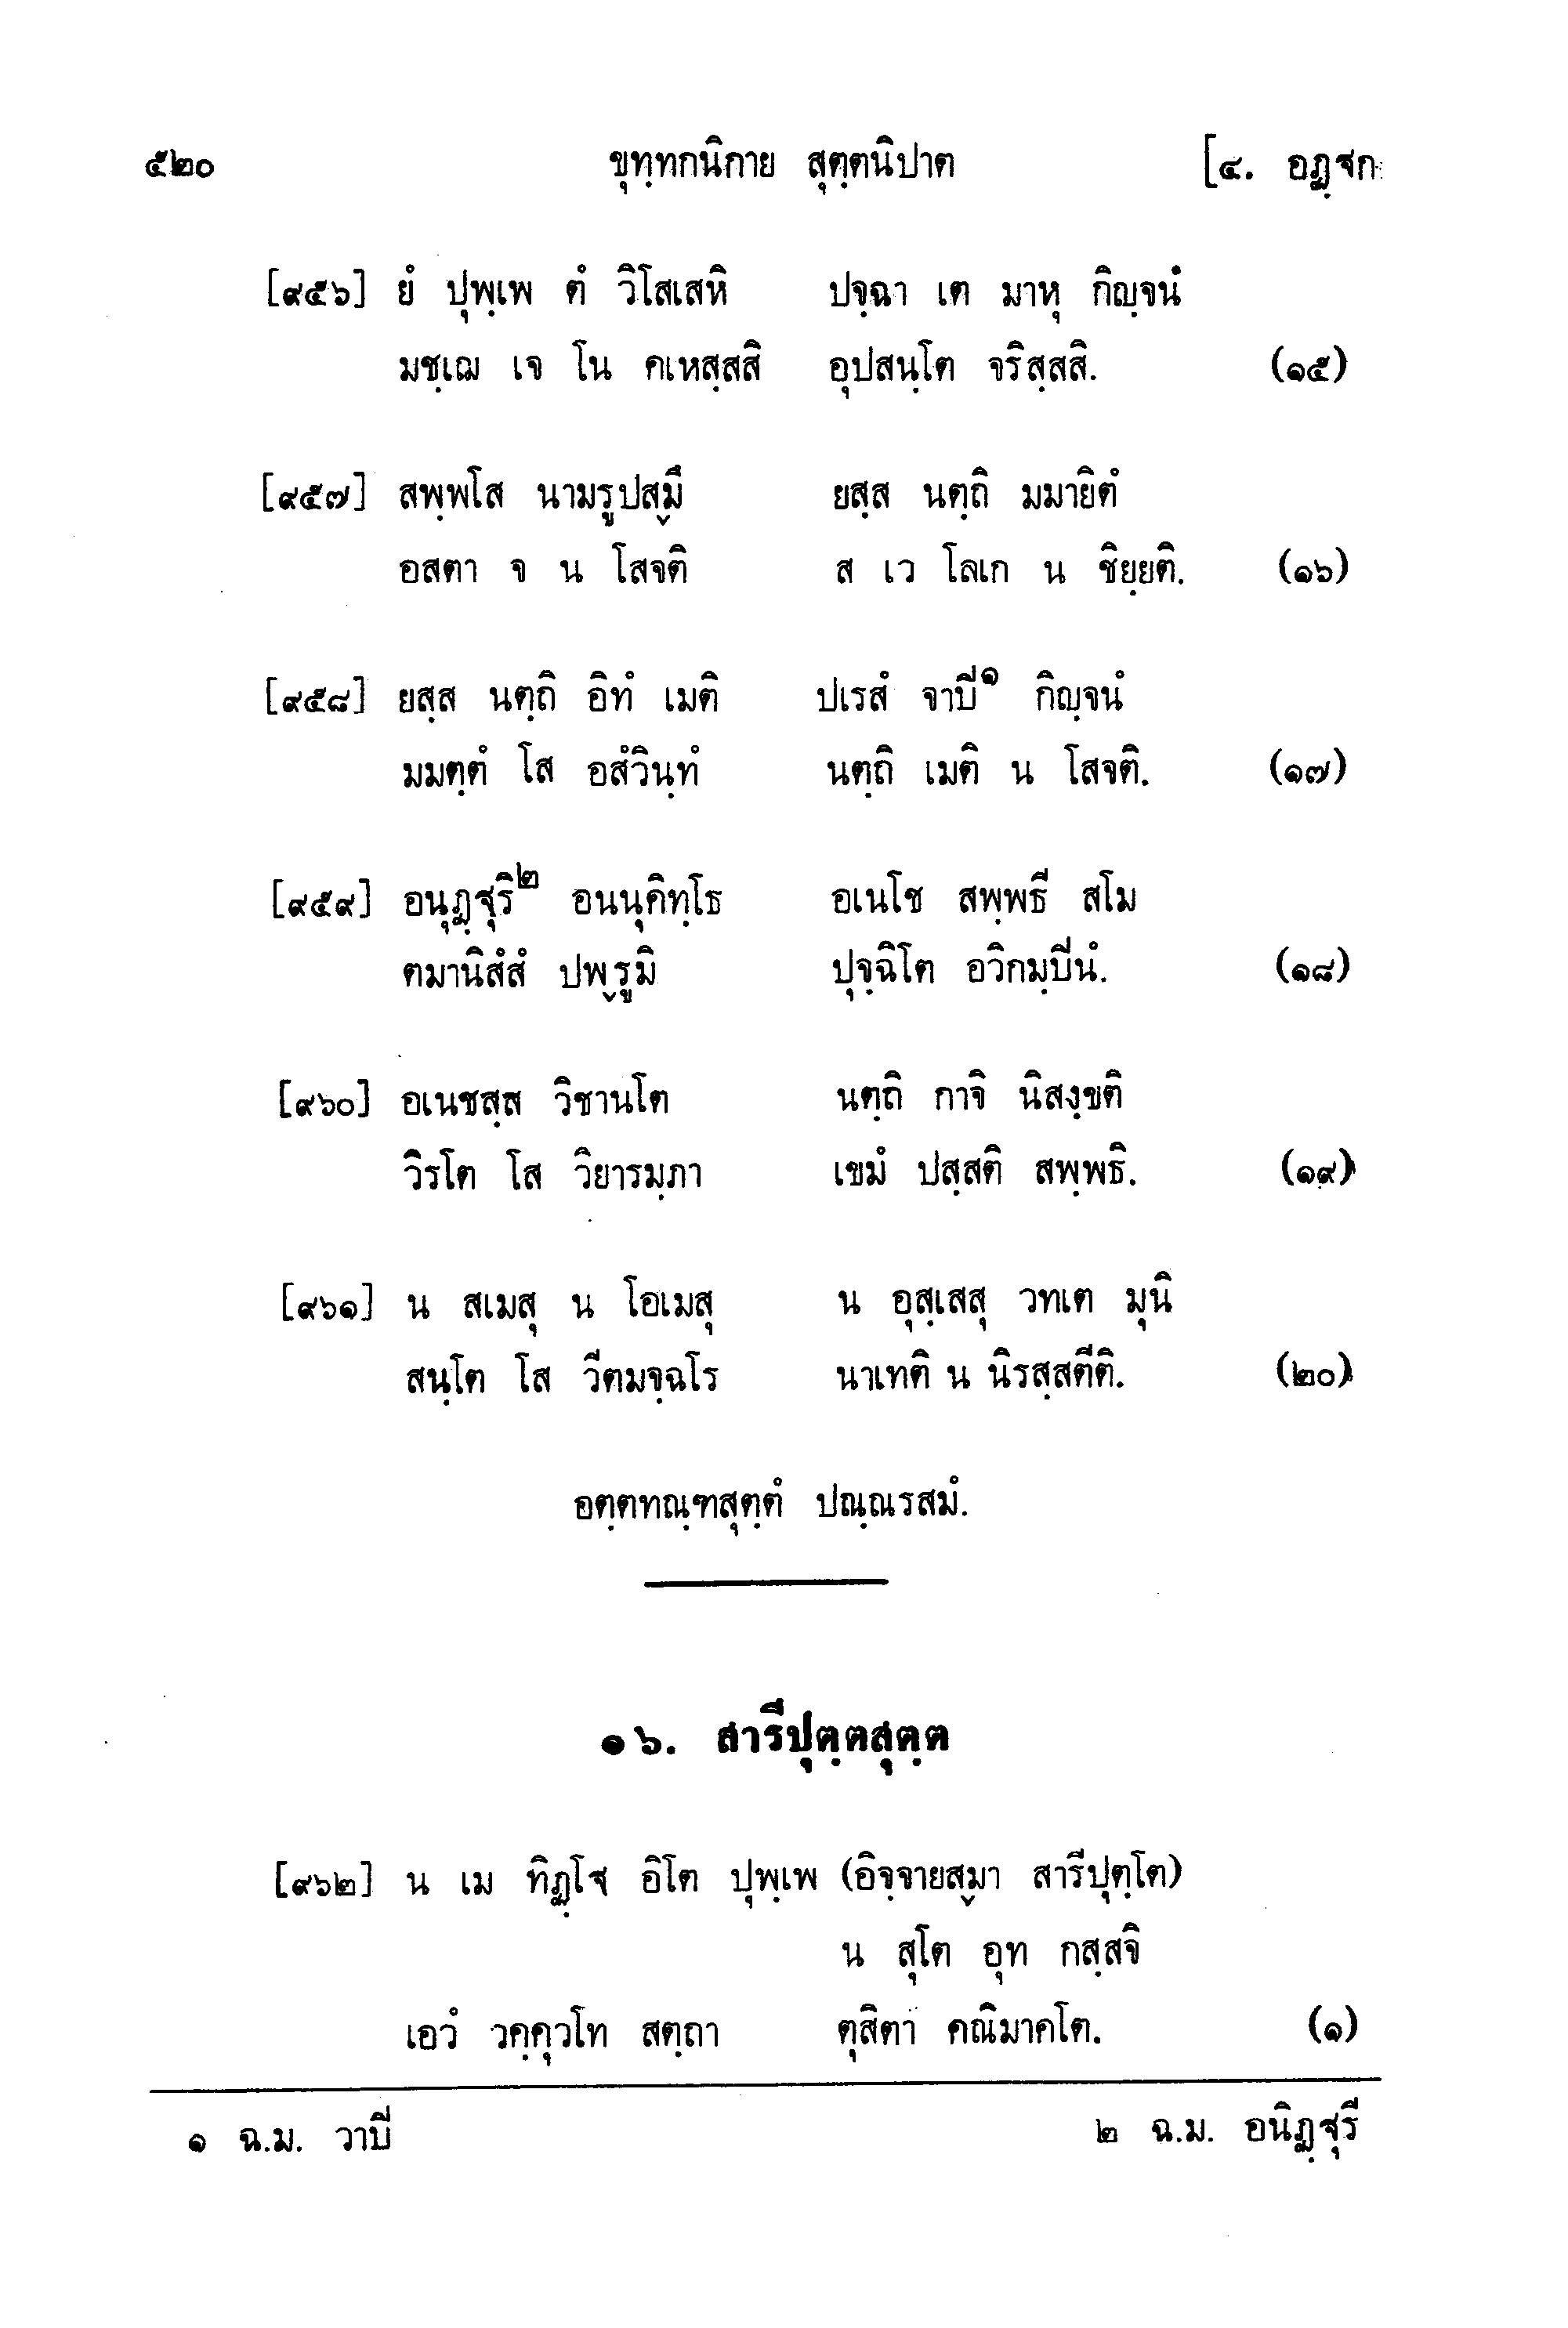 ๕๒๐ ขุทฺทกนิกาย สุตฺตนิปาต [๔. อฏฺฐก
[๙๕๖] ยํ ปุพฺเพ ตํ วิโสเสหิ ปจฺฉา เต มาหุ กิญฺจนํ
มชฺเฌ เจ โน คเหสฺสสิ อุปสนฺโต จริสฺสสิ. (๑๕)
[๙๕๗] สพฺพโส นามรูปสฺมึ ยสฺส นตฺถิ มมายิตํ
อสตา จ น โสจติ ส เว โลเก น ชิยฺยติ. (๑๖)
[๙๕๘] ยสฺส นตฺถิ อิทํ เมติ ปเรสํ จาปิ๑ กิญฺจนํ
มมตฺตํ โส อสํวินฺทํ นตฺถิ เมติ น โสจติ. (๑๗)
[๙๕๙] อนุฏฺฐุริ๒ อนนุคิทฺโธ อเนโช สพฺพธี สโม
ตมานิสํสํ ปพฺรูมิ ปุจฺฉิโต อวิกมฺปินํ. (๑๘)
[๙๖๐] อเนชสฺส วิชานโต นตฺถิ กาจิ นิสงฺขติ
วิรโต โส วิยารมฺภา เขมํ ปสฺสติ สพฺพธิ. (๑๙)
[๙๖๑] น สเมสุ น โอเมสุ น อุสฺเสสุ วทเต มุนิ
สนฺโต โส วีตมจฺฉโร นาเทติ น นิรสฺสตีติ. (๒๐)
อตฺตทณฺฑสุตฺตํ ปณฺณรสมํ.
๑๖. สารีปุตฺตสุตฺต
[๙๖๒] น เม ทิฏฺโฐ อิโต ปุพฺเพ (อิจฺจายสฺมา สารีปุตฺโต)
น สุโต อุท กสฺสจิ
เอวํ วคฺคุวโท สตฺถา ตุสิตา คณิมาคโต. (๑)
๑ ฉ.ม. วาปิ ๒ ฉ.ม. อนิฏฺฐุรี